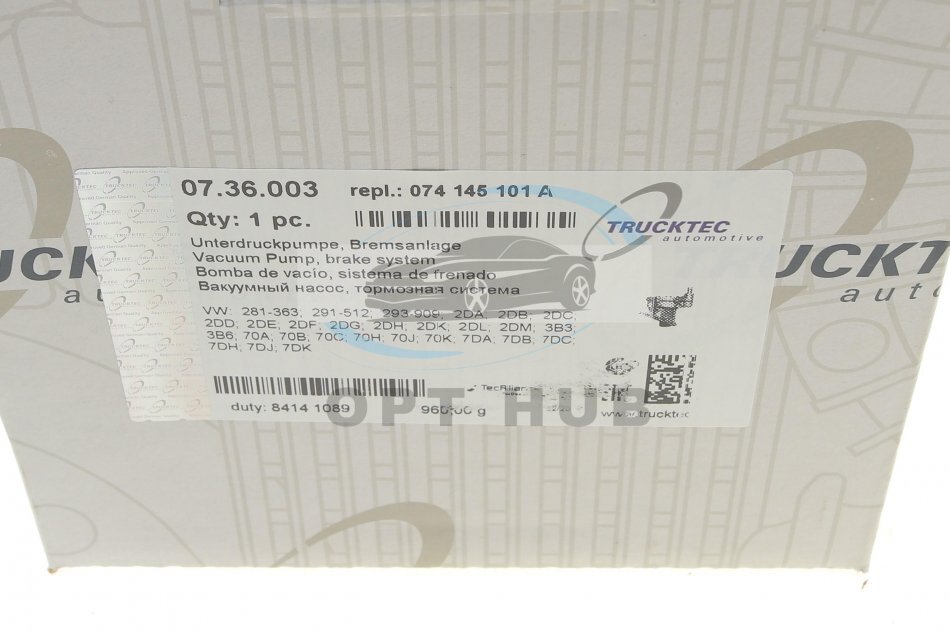 07.36.003 repl.: 074 145 101 A
Qty: 1 pc.
TRUCKTEC
automotive
Unterdruckpumpe, Bremsanlage
Vacuum Pump, brake system
Bomba de vacío, sistema de frenado
Вакуумный насос, тормозная система
VW: 281-363; 291-512; 293-909; 2DA; 2DB; 2DC;
2DD; 2DE; 2DF; 2DG; 2DH; 2DK; 2DL; 2DM; 3B3;
3B6; 70A; 70B; 70C; 70H; 70J; 70K; 7DA; 7DB; 7DC;
7DH; 7DJ; 7DK
duty: 8414 1089
OPT HUB
TRUCKTEC
UCKTEC
auto